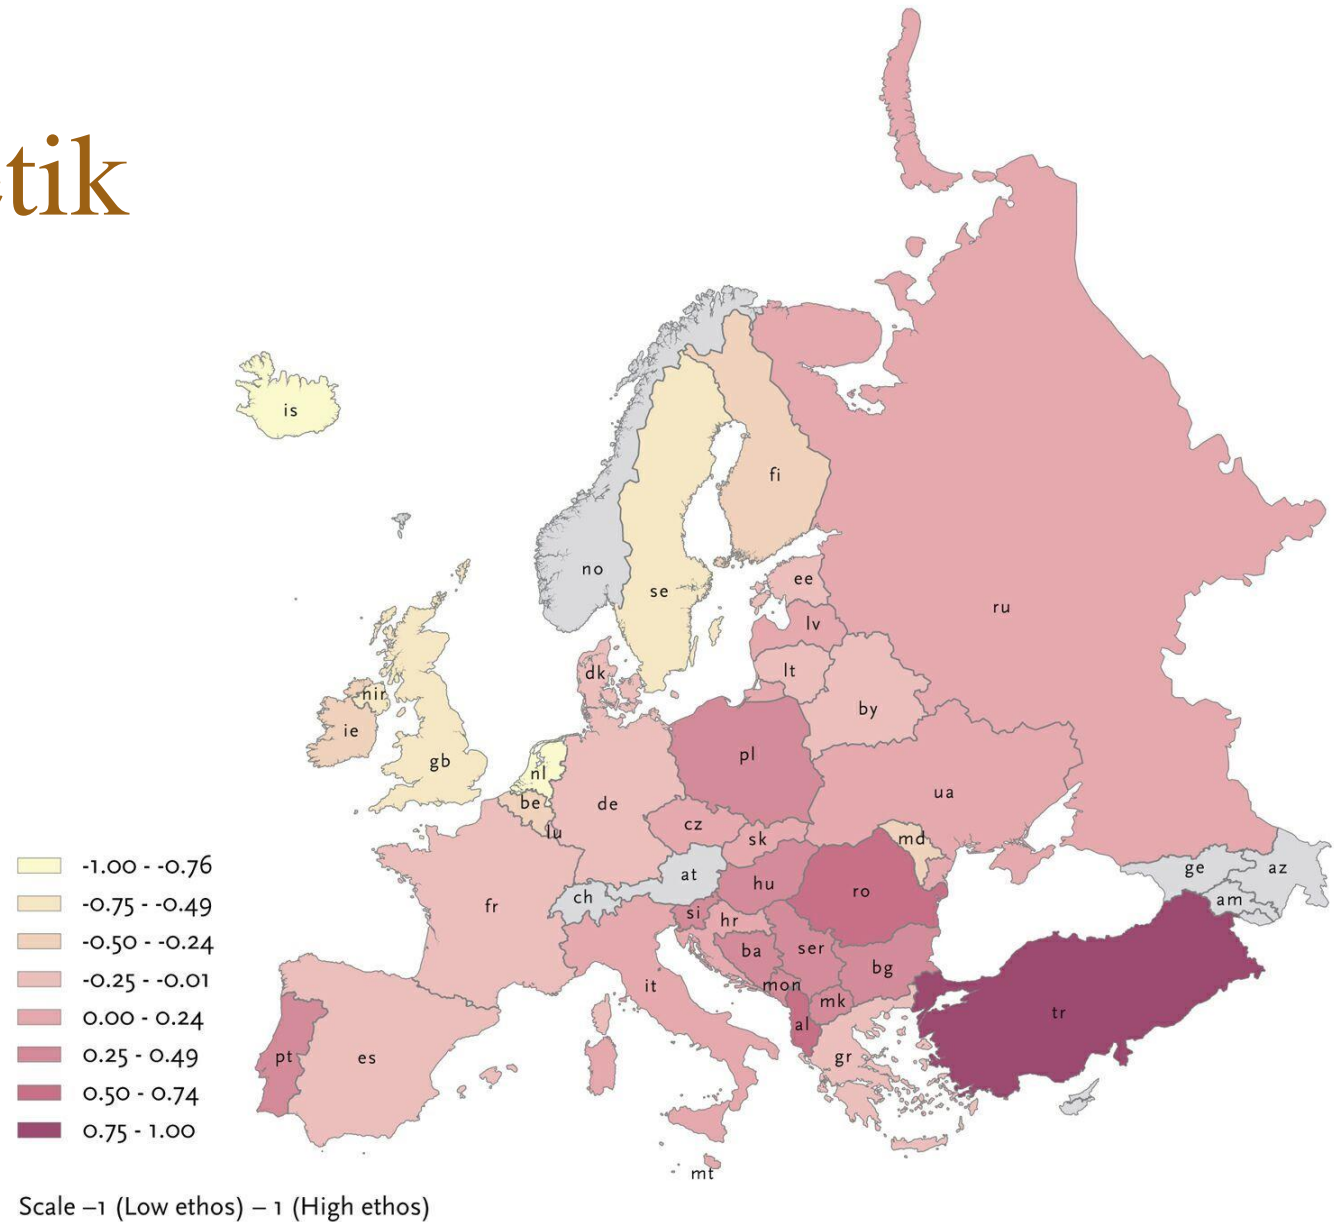 tik
is
fi
no
se
ee
ru
lv
lt
dk
by
nir
ie
gb
pl
nl
be
de
ua
lu
cz
sk
md
at
hu
ro
ge
az
ch
am
fr
si
hr
ba
ser
bg
it
mon
mk
al
tr
pt
es
gr
mt
-1.00 - -0.76
-0.75 - -0.49
-0.50 - -0.24
-0.25 - -0.01
0.00 - 0.24
0.25 - 0.49
0.50 - 0.74
0.75 - 1.00
Scale –1 (Low ethos) – 1 (High ethos)